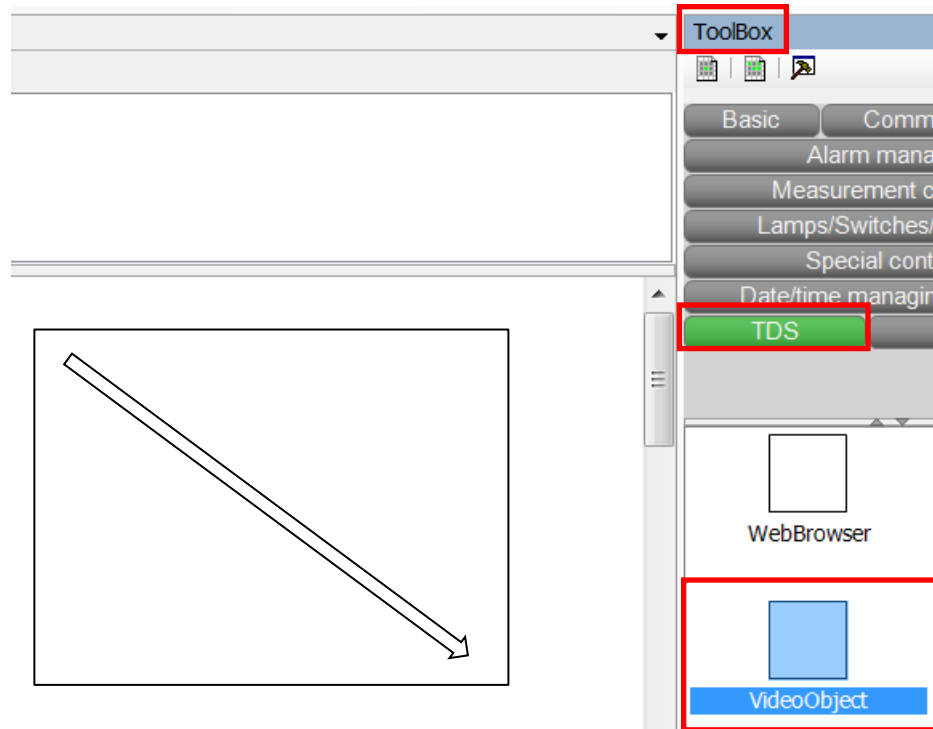 ToolBox
Basic
Comm
Alarm mana
Measurement c
Lamps/Switches/
Special cont
Date/time managin
TDS
WebBrowser
VideoObject